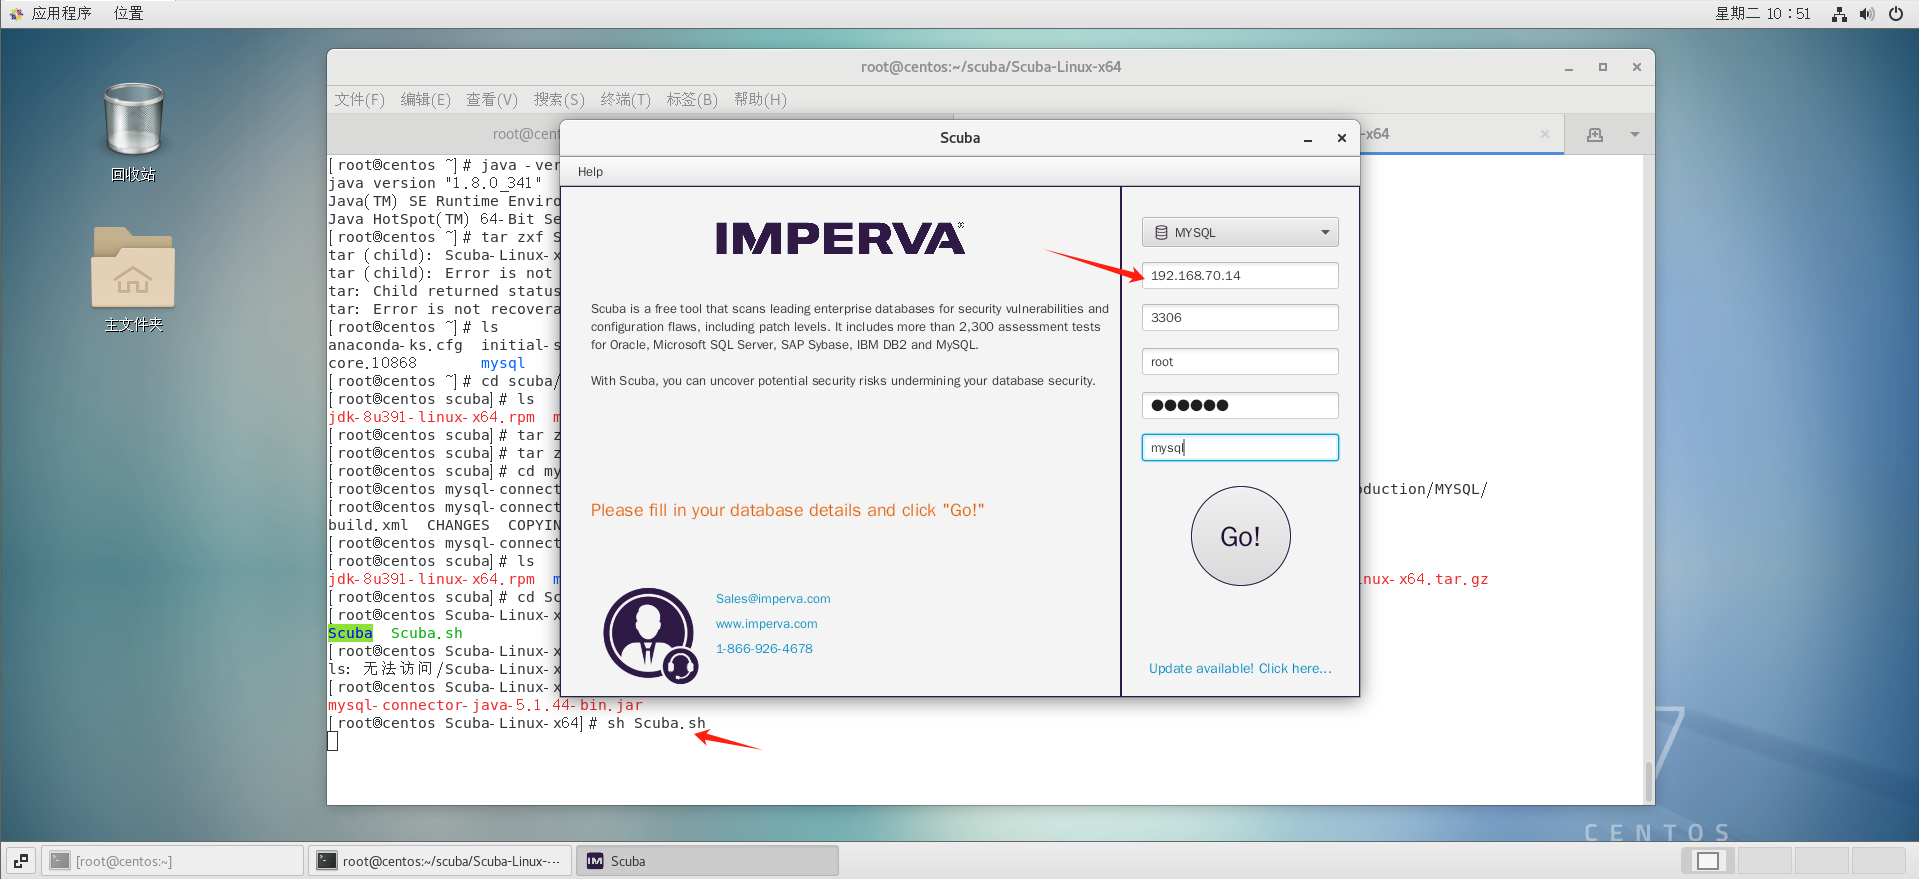 应用程序 位置 星期二 10：51
回收站
主文件夹
root@centos:~/scuba/Scuba-Linux-x64
文件(F) 编辑(E) 查看(V) 搜索(S) 终端(T) 标签(B) 帮助(H)
root@cen -x64
[root@centos ~]# java -ver
java version "1.8.0_341"
Java(TM) SE Runtime Enviro
Java HotSpot(TM) 64-Bit Se
[root@centos ~]# tar zxf S
tar (child): Scuba-Linux-x
tar (child): Error is not
tar: Child returned status
tar: Error is not recovera
[root@centos ~]# ls
anaconda-ks.cfg initial-s
core.10868 mysql
[root@centos ~]# cd scuba/
[root@centos scuba]# ls
jdk-8u391-linux-x64.rpm m
[root@centos scuba]# tar z
[root@centos scuba]# tar z
[root@centos scuba]# cd my
[root@centos mysql-connect oduction/MYSQL/
[root@centos mysql-connect
build.xml CHANGES COPYIN
[root@centos mysql-connect
[root@centos scuba]# ls
jdk-8u391-linux-x64.rpm m inux-x64.tar.gz
[root@centos scuba]# cd Sc
[root@centos Scuba-Linux-x
Scuba Scuba.sh
[root@centos Scuba-Linux-x
ls: 无法访问/Scuba-Linux-x
[root@centos Scuba-Linux-x
mysql-connector-java-5.1.44-bin.jar
[root@centos Scuba-Linux-x64]# sh Scuba.sh
Scuba
Help
IMPERVA®
Scuba is a free tool that scans leading enterprise databases for security vulnerabilities and
configuration flaws, including patch levels. It includes more than 2,300 assessment tests
for Oracle, Microsoft SQL Server, SAP Sybase, IBM DB2 and MySQL.
With Scuba, you can uncover potential security risks undermining your database security.
Please fill in your database details and click "Go!"
Sales@imperva.com
www.imperva.com
1-866-926-4678
MYSQL
192.168.70.14
3306
root
●●●●●●
mysql
Go!
Update available! Click here...
7
CENTOS
[root@centos:~] root@centos:~/scuba/Scuba-Linux-··· IM Scuba